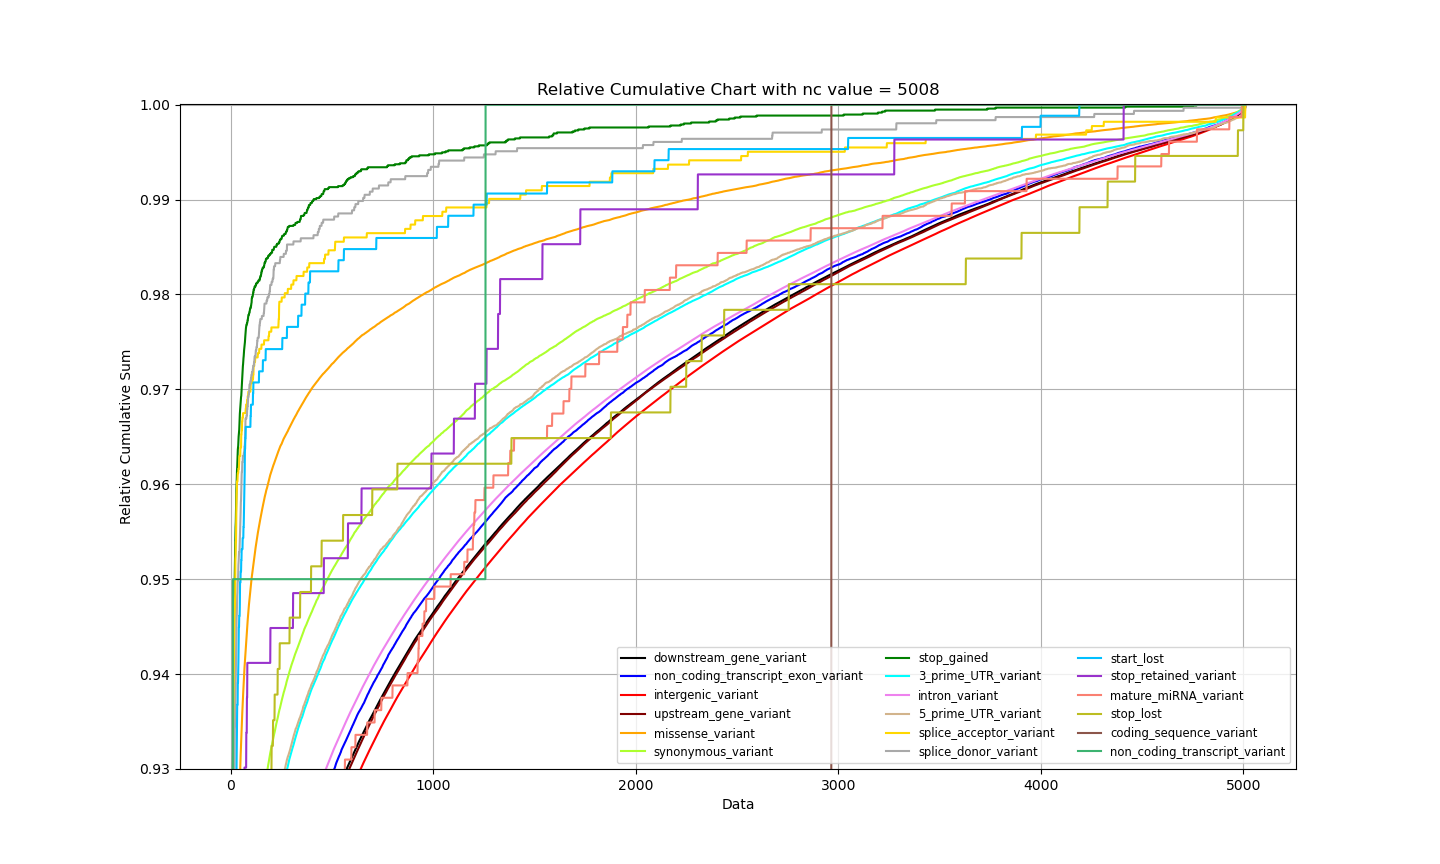 Relative Cumulative Chart with nc value = 5008
1.00
0.99
0.98
0.97
0.96
0.95
0.94
0.93
Relative Cumulative Sum
downstream_gene_variant
non_coding_transcript_exon_variant
intergenic_variant
upstream_gene_variant
missense_variant
synonymous_variant
stop_gained
3_prime_UTR_variant
intron_variant
5_prime_UTR_variant
splice_acceptor_variant
splice_donor_variant
start_lost
stop_retained_variant
mature_miRNA_variant
stop_lost
coding_sequence_variant
non_coding_transcript_variant
0 1000 2000 3000 4000 5000
Data